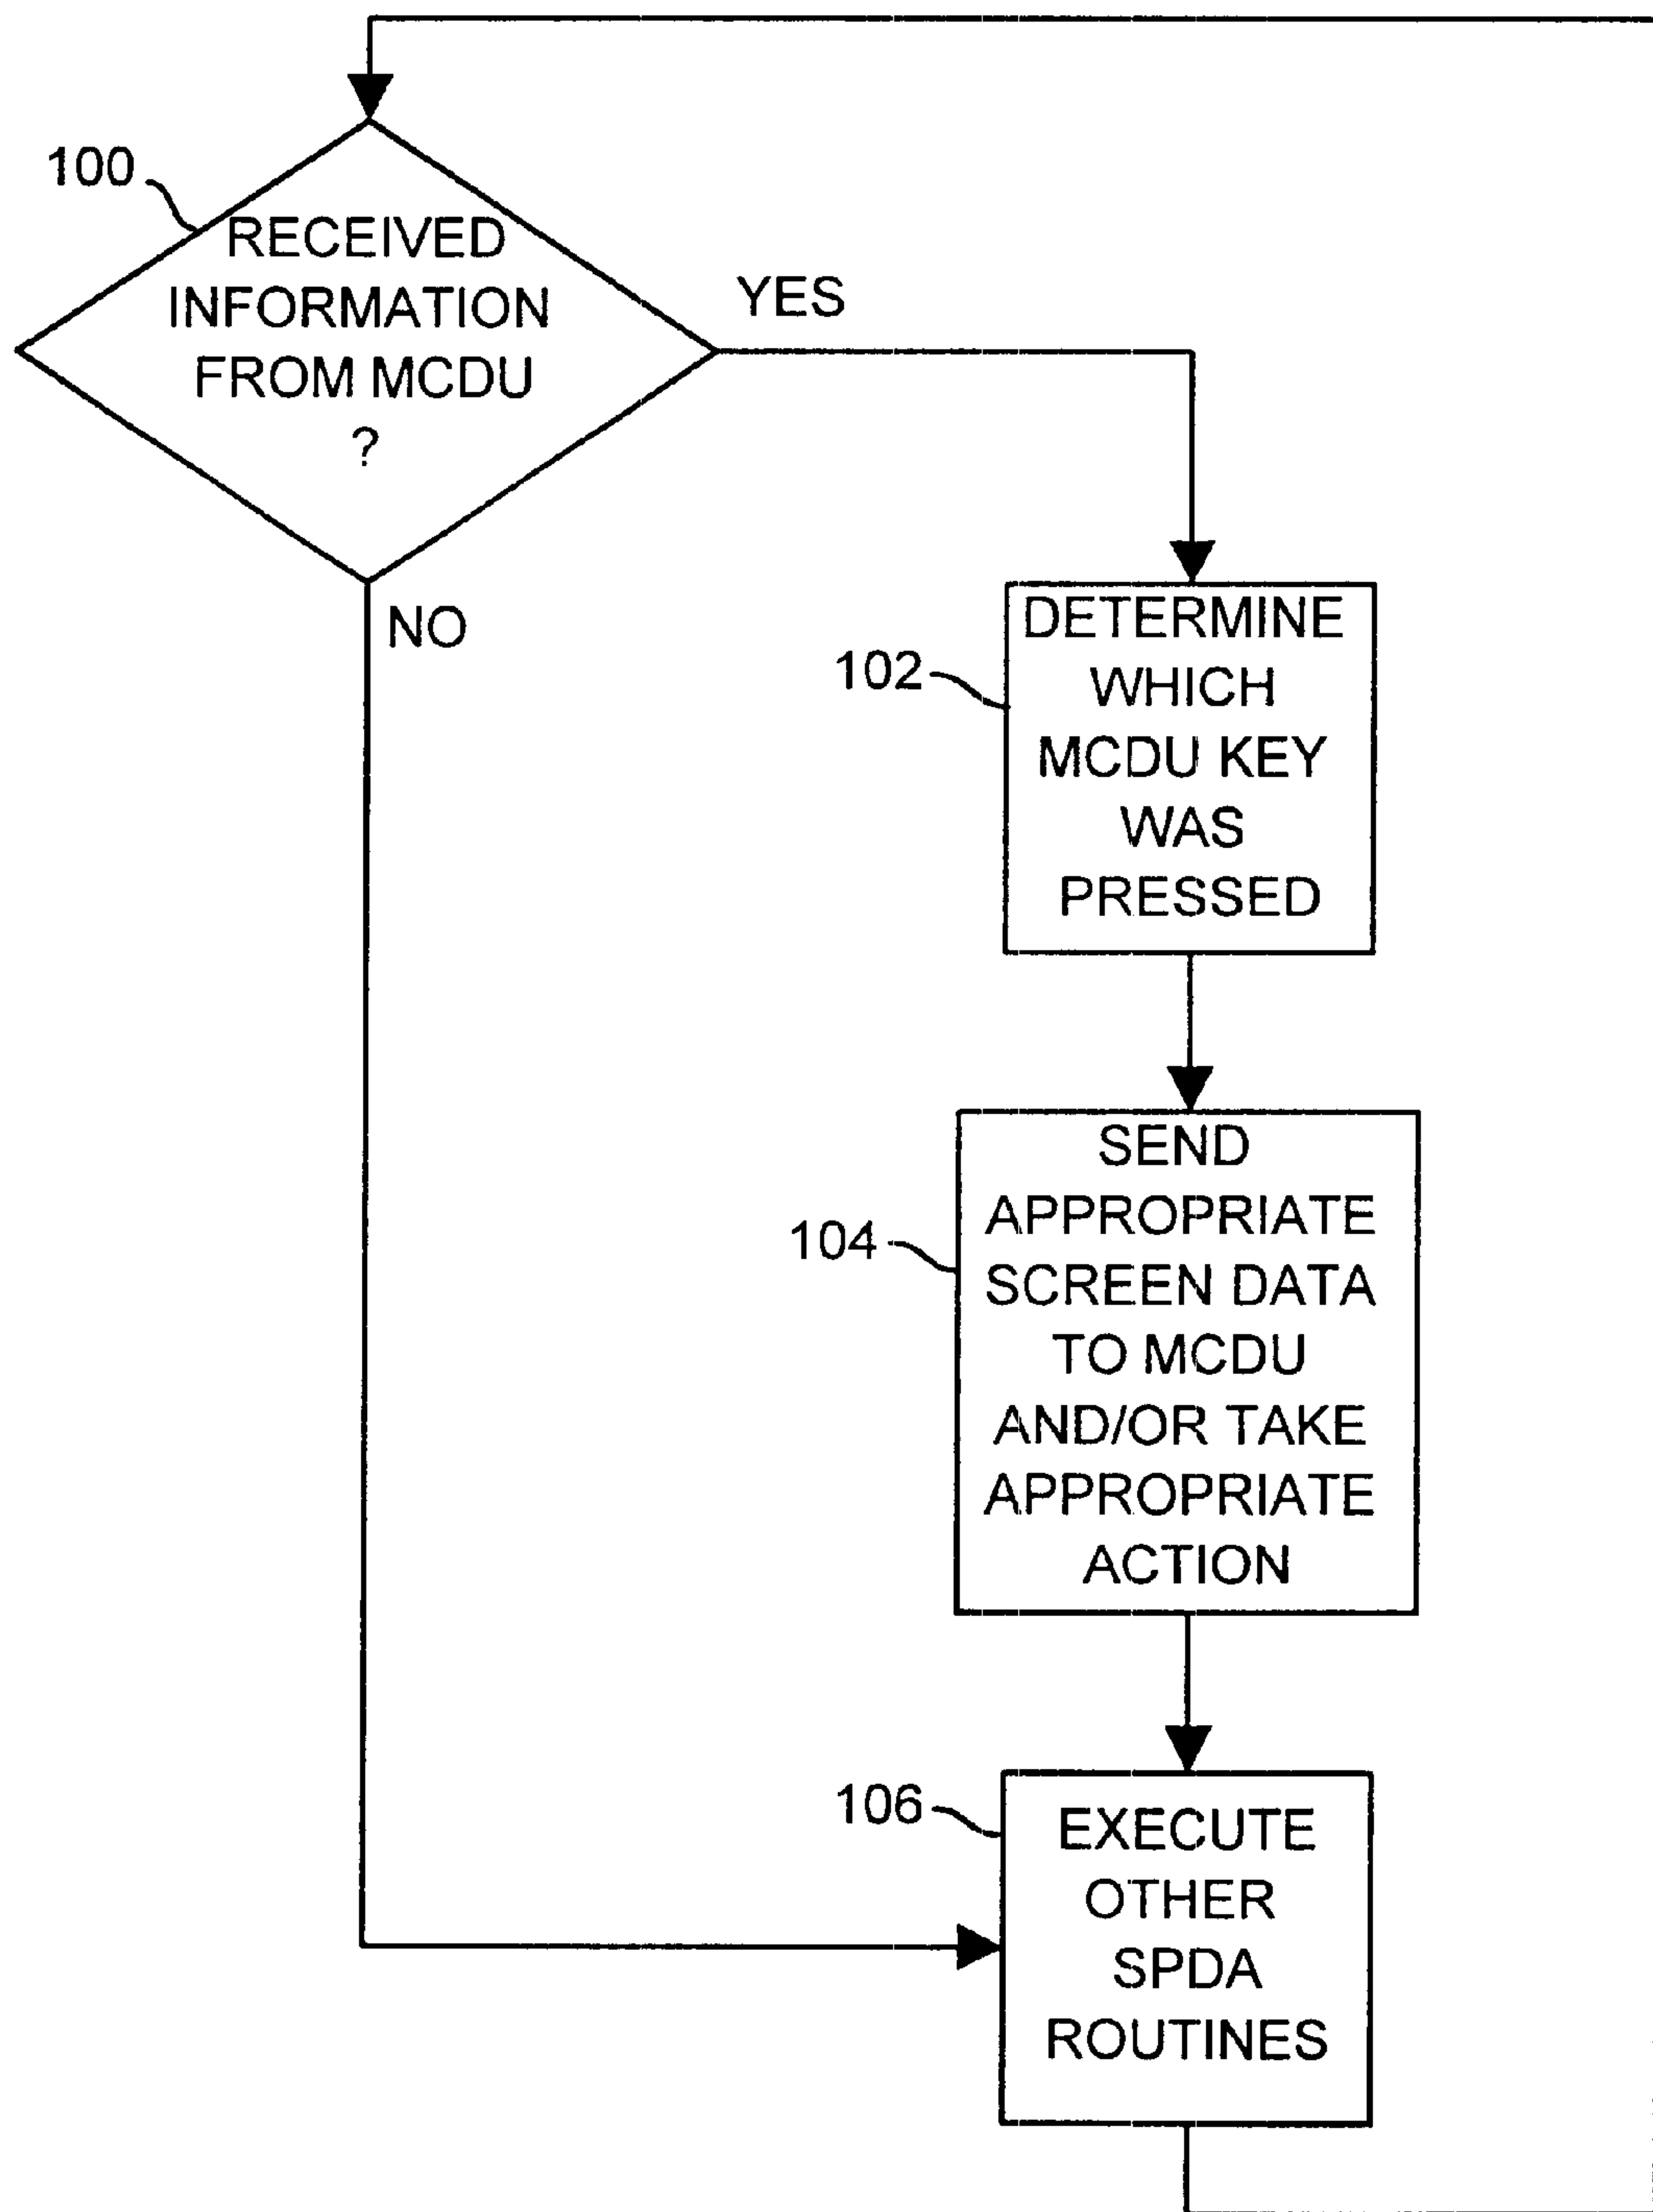 100
RECEIVED
INFORMATION
FROM MCDU
?
YES
NO
102
DETERMINE
WHICH
MCDU KEY
WAS
PRESSED
104
SEND
APPROPRIATE
SCREEN DATA
TO MCDU
AND/OR TAKE
APPROPRIATE
ACTION
106
EXECUTE
OTHER
SPDA
ROUTINES